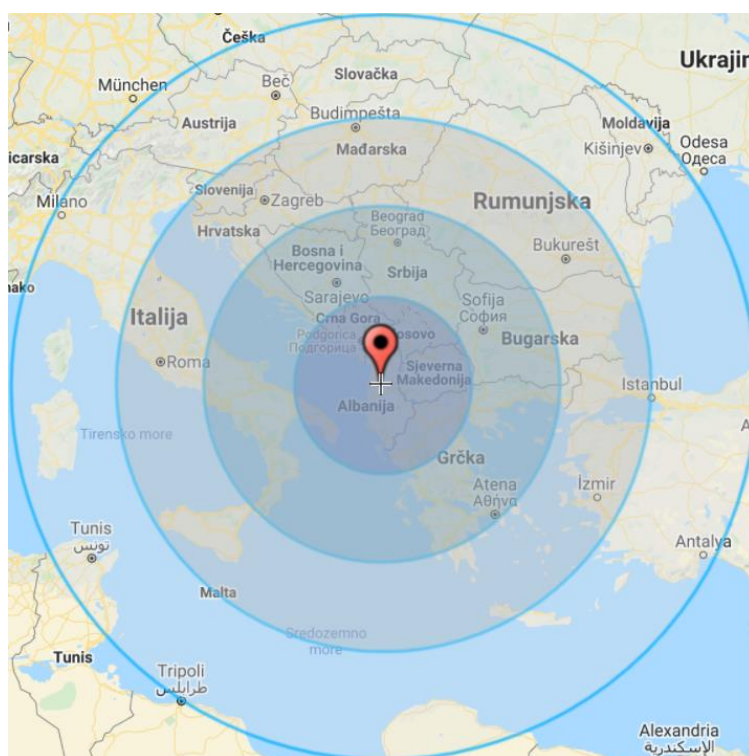 Češka
Ukrajin
München
Beč
Slovačka
Austrija
Budimpešta
Mađarska
Moldavija
Kišinjev
Odesa
Одеса
icarska
Slovenija
Zagreb
Milano
Hrvatska
Rumunjska
Beograd
Београд
Bukurešt
Bosna i
Hercegovina
Srbija
nako
Sarajevo
Sofija
София
Crna Gora
Italija
Podgorica
Подгорица
osovo
Bugarska
Roma
Sjeverna
Makedonija
Istanbul
Albanija
A
Tirensko more
Grčka
Atena
Αθήνα
İzmir
Tunis
تونس
Antalya
Malta
Sredozemno
more
Tunis
Tripoli
طرابلس
Alexandria
الإسكندرية